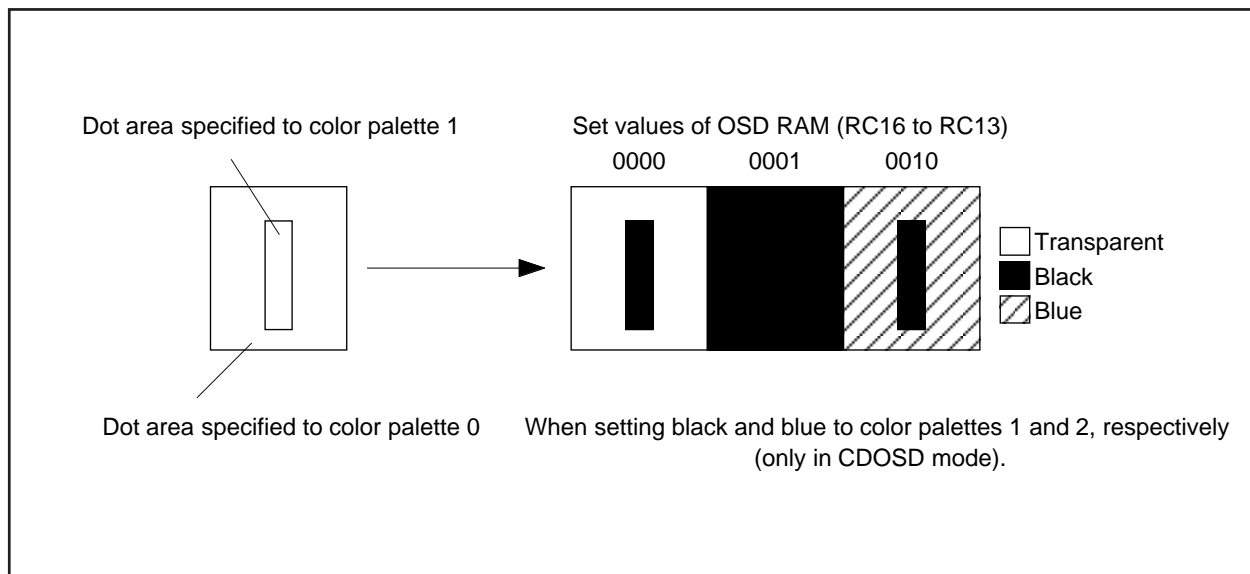 Dot area specified to color palette 1
Set values of OSD RAM (RC16 to RC13)
0000 0001 0010
Transparent
Black
Blue
Dot area specified to color palette 0
When setting black and blue to color palettes 1 and 2, respectively
(only in CDOSD mode).